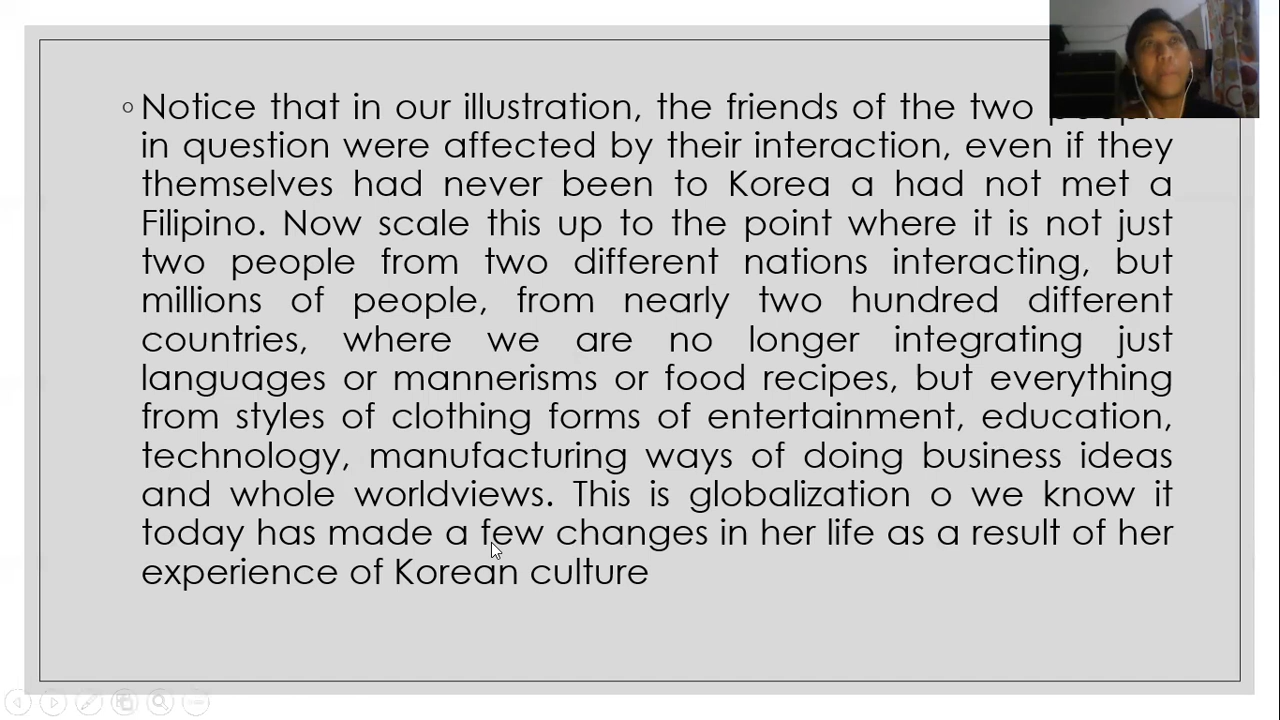 Notice that in our illustration, the friends of the two
in question were affected by their interaction, even if they
themselves had never been to Korea a had not met a
Filipino. Now scale this up to the point where it is not just
two people from two different nations interacting, but
millions of people, from nearly two hundred different
countries, where we are no longer integrating just
languages or mannerisms or food recipes, but everything
from styles of clothing forms of entertainment, education,
technology, manufacturing ways of doing business ideas
and whole worldviews. This is globalization o we know it
today has made a few changes in her life as a result of her
experience of Korean culture